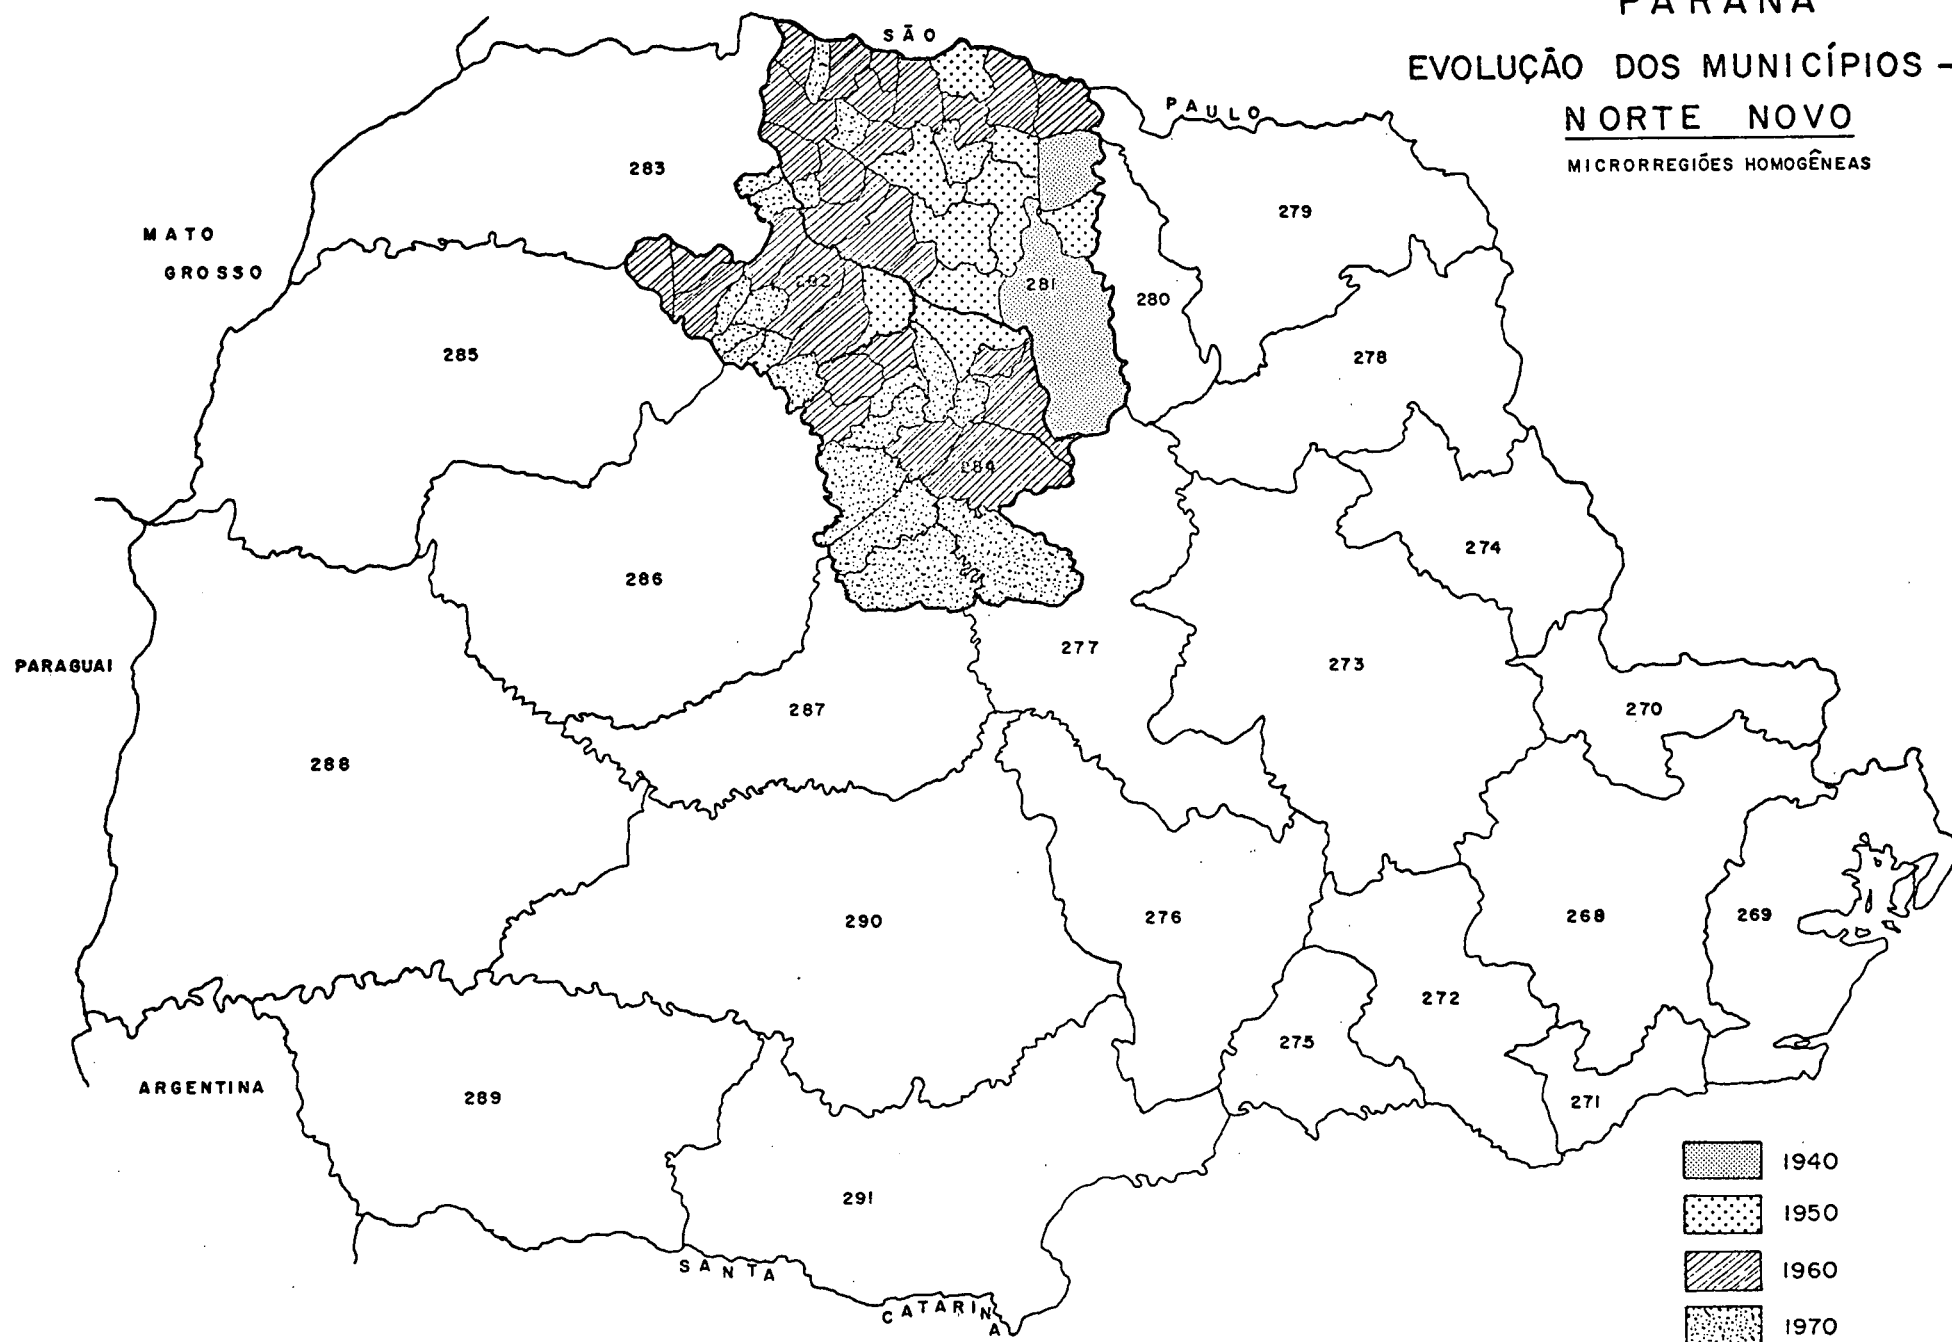 PARANÁ
EVOLUÇÃO DOS MUNICÍPIOS -
NORTE NOVO
MICRORREGIÕES HOMOGÊNEAS
SÃO
PAULO
MATO
GROSSO
PARAGUAI
ARGENTINA
SANTA
CATARINA
283
279
282
281
280
285
278
284
274
286
277
273
287
270
288
290
276
268
269
272
275
289
271
291
1940
1950
1960
1970